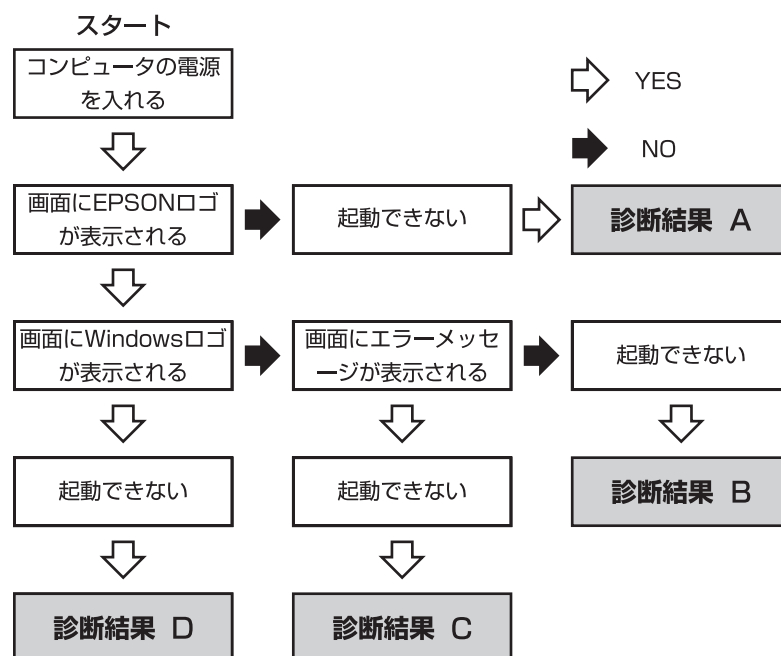 スタート
コンピュータの電源
を入れる
YES
NO
画面にEPSONロゴ
が表示される
起動できない
診断結果 A
画面にWindowsロゴ
が表示される
画面にエラーメッセ
ージが表示される
起動できない
起動できない
起動できない
診断結果 B
診断結果 D
診断結果 C